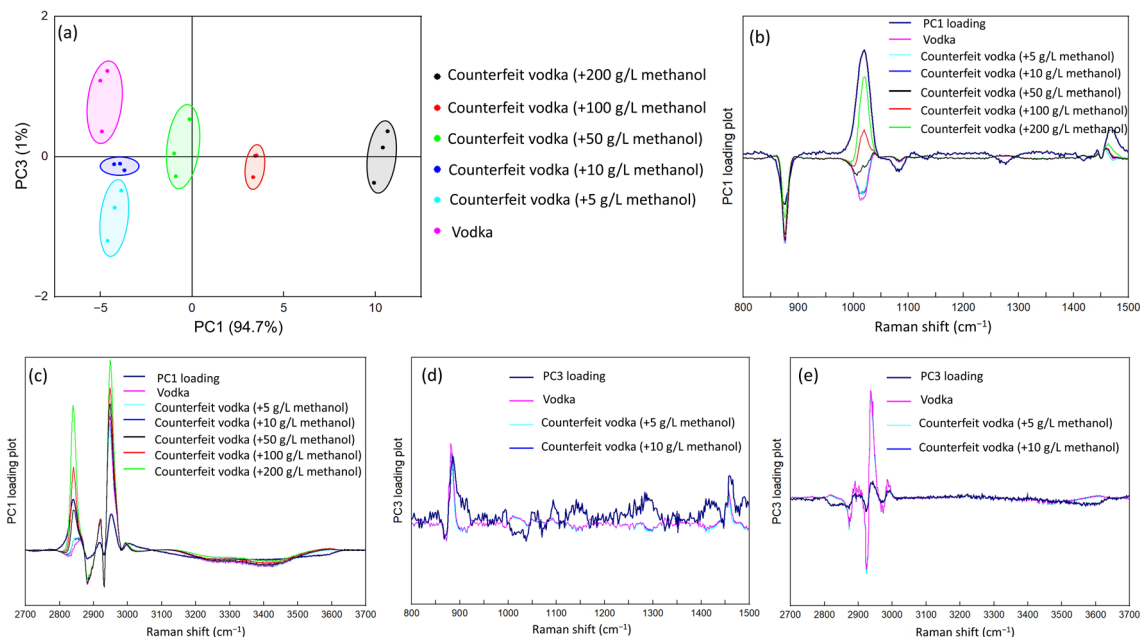 (a)
2
0
−2
PC3 (1%)
−5
0
5
10
PC1 (94.7%)
Counterfeit vodka (+200 g/L methanol
Counterfeit vodka (+100 g/L methanol)
Counterfeit vodka (+50 g/L methanol)
Counterfeit vodka (+10 g/L methanol)
Counterfeit vodka (+5 g/L methanol)
Vodka
(b)
PC1 loading
Vodka
Counterfeit vodka (+5 g/L methanol)
Counterfeit vodka (+10 g/L methanol)
Counterfeit vodka (+50 g/L methanol)
Counterfeit vodka (+100 g/L methanol)
Counterfeit vodka (+200 g/L methanol)
PC1 loading plot
800
900
1000
1100
1200
1300
1400
1500
Raman shift (cm⁻¹)
(c)
PC1 loading
Vodka
Counterfeit vodka (+5 g/L methanol)
Counterfeit vodka (+10 g/L methanol)
Counterfeit vodka (+50 g/L methanol)
Counterfeit vodka (+100 g/L methanol)
Counterfeit vodka (+200 g/L methanol)
PC1 loading plot
2700
2800
2900
3000
3100
3200
3300
3400
3500
3600
3700
Raman shift (cm⁻¹)
(d)
PC3 loading
Vodka
Counterfeit vodka (+5 g/L methanol)
Counterfeit vodka (+10 g/L methanol)
PC3 loading plot
800
900
1000
1100
1200
1300
1400
1500
Raman shift (cm⁻¹)
(e)
PC3 loading
Vodka
Counterfeit vodka (+5 g/L methanol)
Counterfeit vodka (+10 g/L methanol)
PC3 loading plot
2700
2800
2900
3000
3100
3200
3300
3400
3500
3600
3700
Raman shift (cm⁻¹)